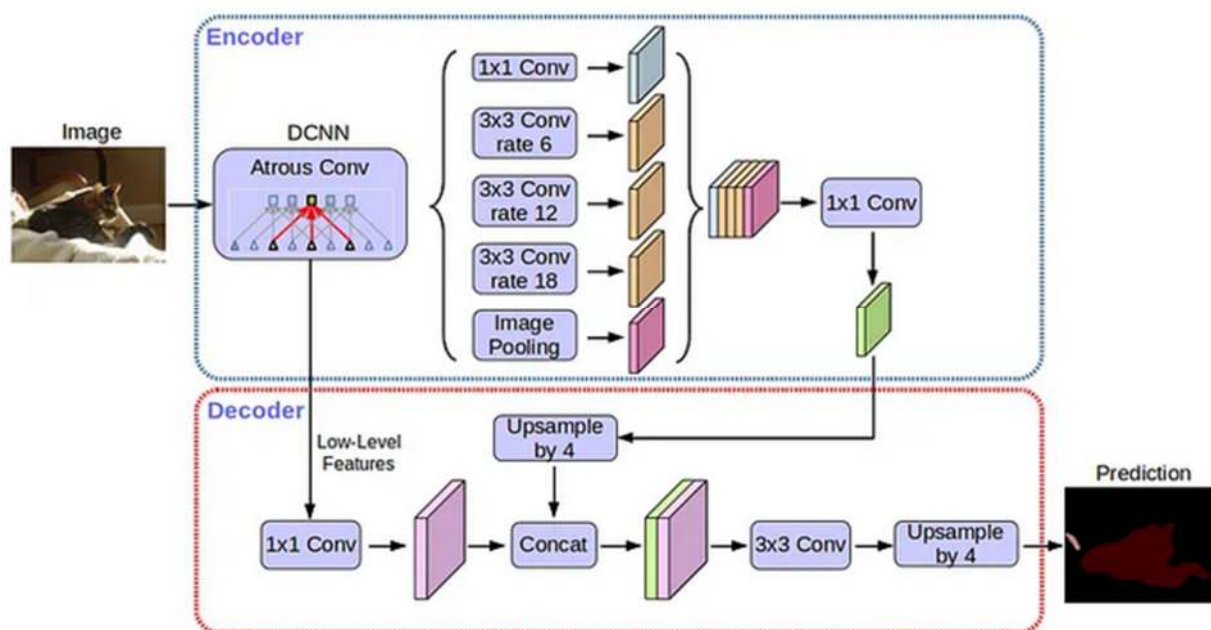 Encoder
Image
DCNN
Atrous Conv
1x1 Conv
3x3 Conv
rate 6
3x3 Conv
rate 12
3x3 Conv
rate 18
Image
Pooling
1x1 Conv
Decoder
Low-Level
Features
Upsample
by 4
1x1 Conv
Concat
3x3 Conv
Upsample
by 4
Prediction